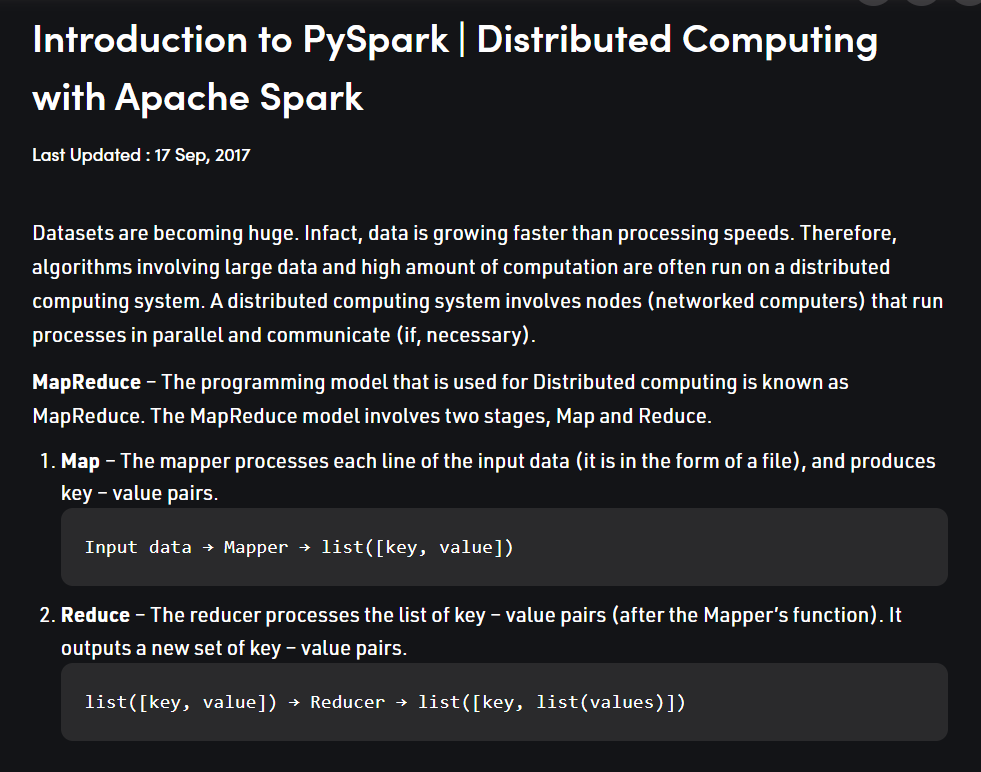 Introduction to PySpark | Distributed Computing
with Apache Spark
Last Updated : 17 Sep, 2017
Datasets are becoming huge. Infact, data is growing faster than processing speeds. Therefore,
algorithms involving large data and high amount of computation are often run on a distributed
computing system. A distributed computing system involves nodes (networked computers) that run
processes in parallel and communicate (if, necessary).
MapReduce – The programming model that is used for Distributed computing is known as
MapReduce. The MapReduce model involves two stages, Map and Reduce.
1. Map – The mapper processes each line of the input data (it is in the form of a file), and produces
key – value pairs.
Input data → Mapper → list([key, value])
2. Reduce – The reducer processes the list of key – value pairs (after the Mapper’s function). It
outputs a new set of key – value pairs.
list([key, value]) → Reducer → list([key, list(values)])